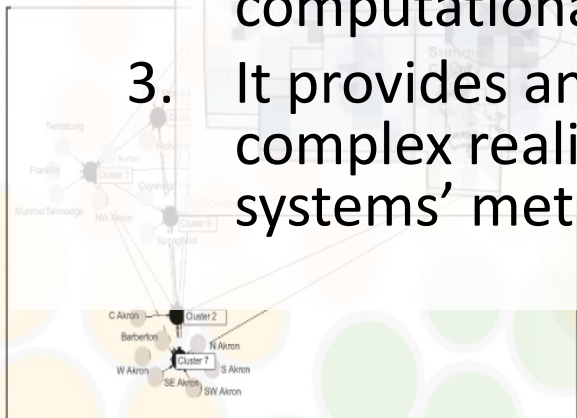 computationa
3. It provides an
complex reali
systems’ met
Summ
Twinsburg
Norton
Franklin
Cluster 3
Munroe/Tallmadge
NW Akron
Cluster 6
Springfield
C Akron
Cluster 2
Barberton
N Akron
Cluster 7
W Akron
S Akron
SE Akron
SW Akron